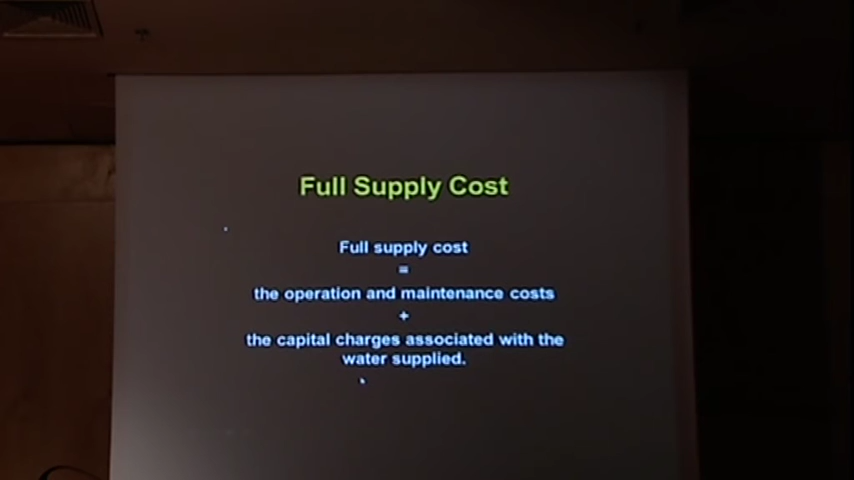 Full Supply Cost
Full supply cost
=
the operation and maintenance costs
+
the capital charges associated with the
water supplied.